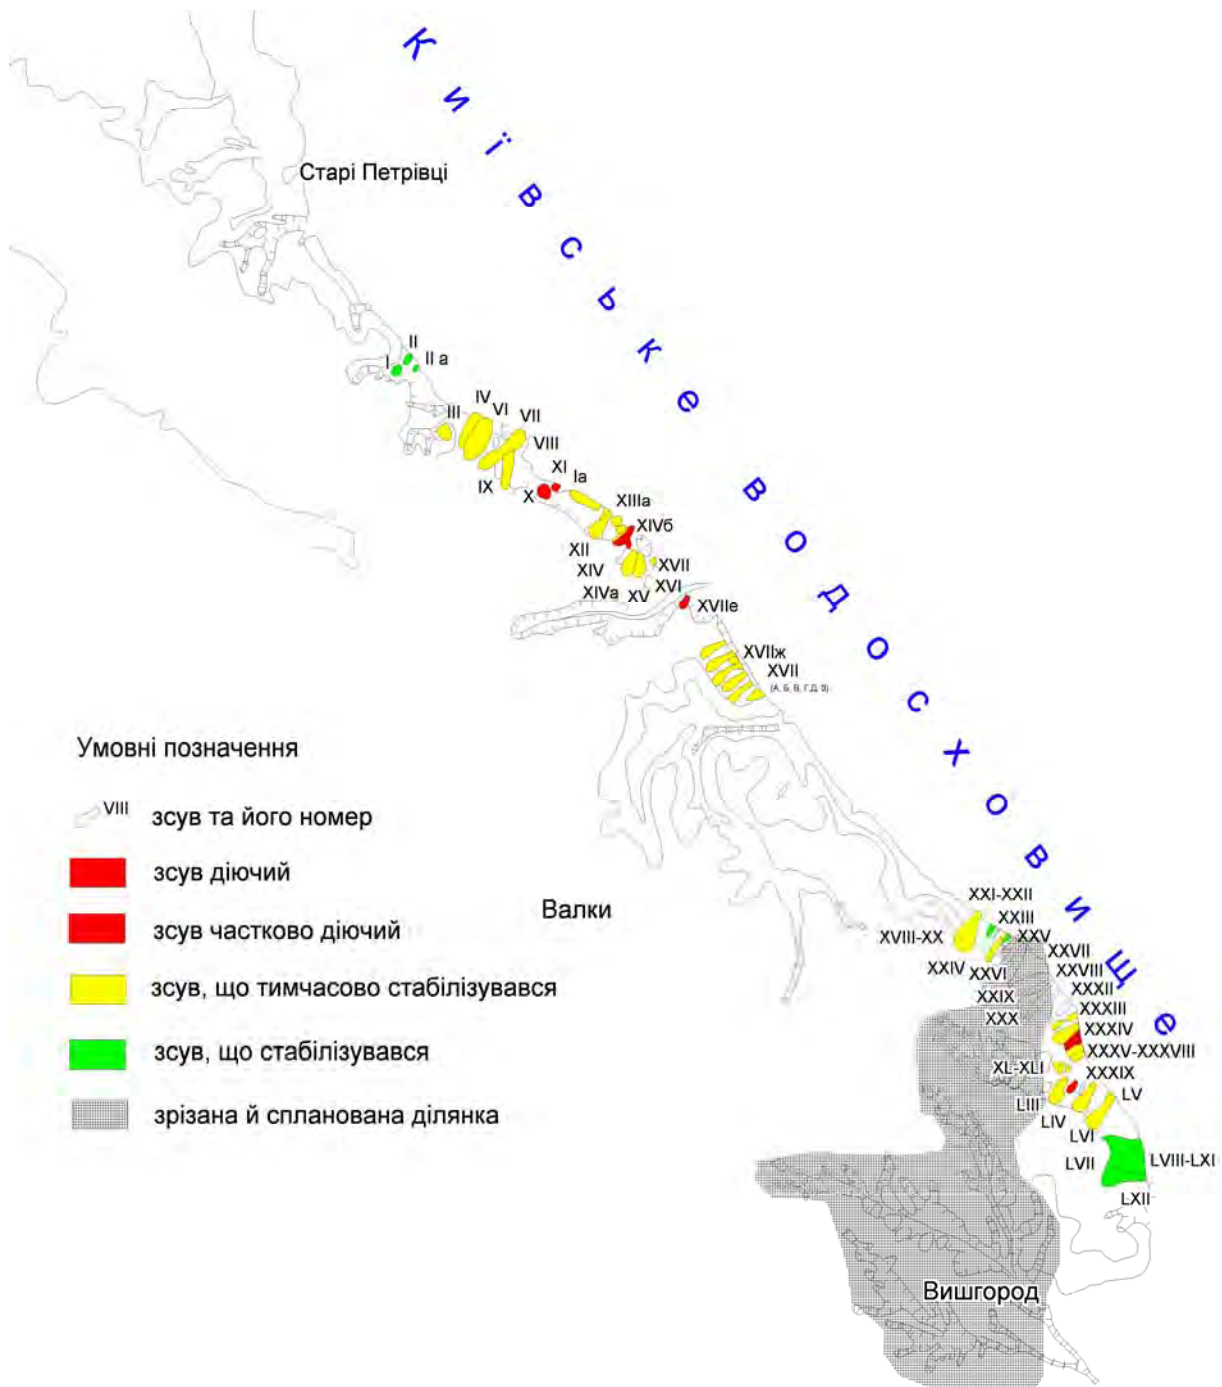 Київське водосховище
Старі Петрівці
II
I
II а
IV
III
VI
VII
VIII
IX
XI
X
Iа
XIIIа
XIVб
XII
XIV
XVII
XVI
XIVа
XV
XVIIе
XVIIж
XVII
Умовні позначення
VIII
зсув та його номер
зсув діючий
зсув частково діючий
зсув, що тимчасово стабілізувався
зсув, що стабілізувався
зрізана й спланована ділянка
Валки
XXI-XXII
XXIII
XVIII-XX
XXV
XXVII
XXIV
XXVI
XXVIII
XXXII
XXIX
XXXIII
XXX
XXXIV
XXXV-XXXVIII
XL-XLI
XXXIX
LV
LIII
LIV
LVI
LVII
LVIII-LXI
LXII
Вишгород